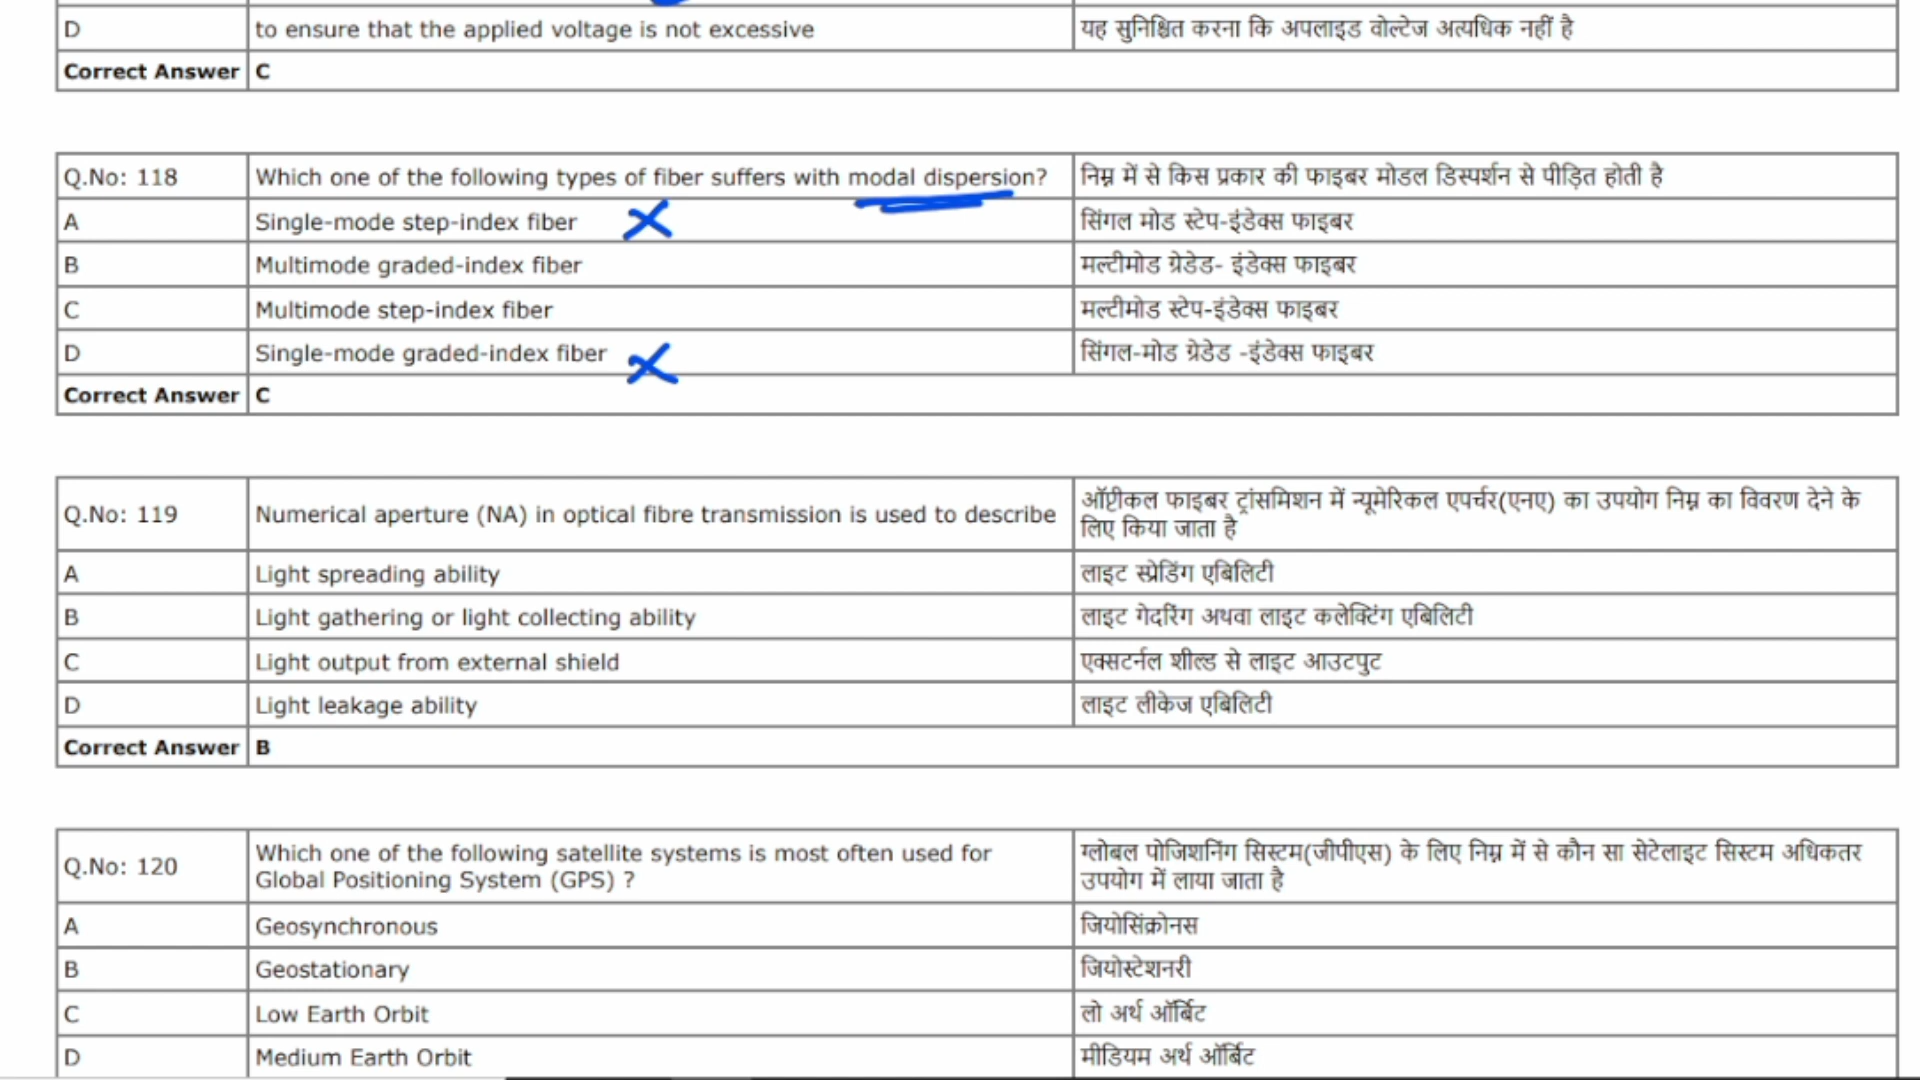 D to ensure that the applied voltage is not excessive यह सुनिश्चित करना कि अपलाइड वोल्टेज अत्यधिक नहीं है
Correct Answer C
Q.No: 118 Which one of the following types of fiber suffers with modal dispersion? निम्न में से किस प्रकार की फाइबर मोडल डिस्पर्शन से पीड़ित होती है
A Single-mode step-index fiber सिंगल मोड स्टेप-इंडेक्स फाइबर
B Multimode graded-index fiber मल्टीमोड ग्रेडेड- इंडेक्स फाइबर
C Multimode step-index fiber मल्टीमोड स्टेप-इंडेक्स फाइबर
D Single-mode graded-index fiber सिंगल-मोड ग्रेडेड -इंडेक्स फाइबर
Correct Answer C
Q.No: 119 Numerical aperture (NA) in optical fibre transmission is used to describe ऑप्टीकल फाइबर ट्रांसमिशन में न्यूमेरिकल एपर्चर(एनए) का उपयोग निम्न का विवरण देने के
लिए किया जाता है
A Light spreading ability लाइट स्प्रेडिंग एबिलिटी
B Light gathering or light collecting ability लाइट गेदरिंग अथवा लाइट कलेक्टिंग एबिलिटी
C Light output from external shield एक्सटर्नल शील्ड से लाइट आउटपुट
D Light leakage ability लाइट लीकेज एबिलिटी
Correct Answer B
Q.No: 120 Which one of the following satellite systems is most often used for ग्लोबल पोजिशनिंग सिस्टम(जीपीएस) के लिए निम्न में से कौन सा सेटेलाइट सिस्टम अधिकतर
Global Positioning System (GPS) ? उपयोग में लाया जाता है
A Geosynchronous जियोसिंक्रोनस
B Geostationary जियोस्टेशनरी
C Low Earth Orbit लो अर्थ ऑर्बिट
D Medium Earth Orbit मीडियम अर्थ ऑर्बिट